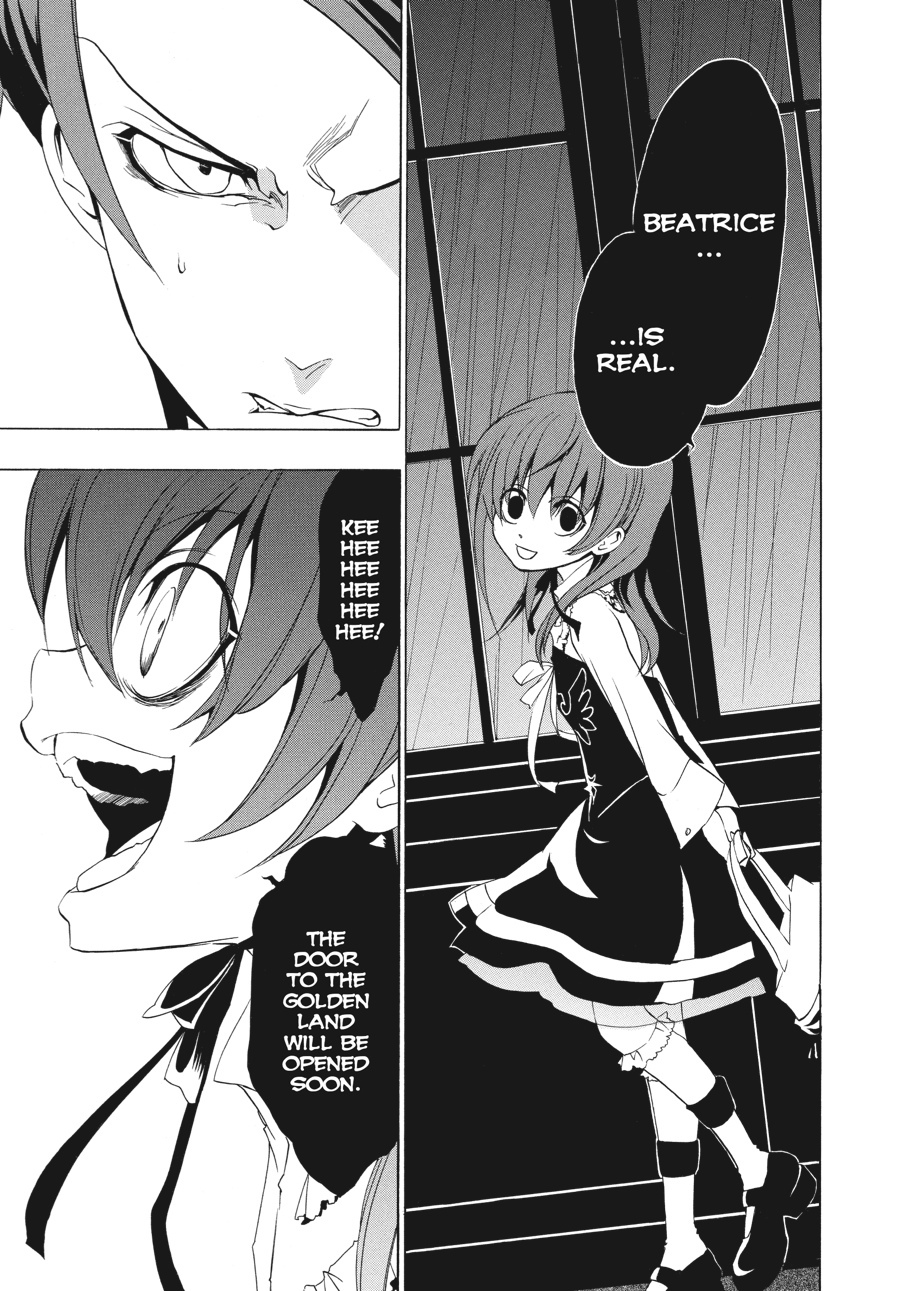 BEATRICE
...
...IS
REAL.
KEE
HEE
HEE
HEE
HEE
HEE!
THE
DOOR
TO THE
GOLDEN
LAND
WILL BE
OPENED
SOON.